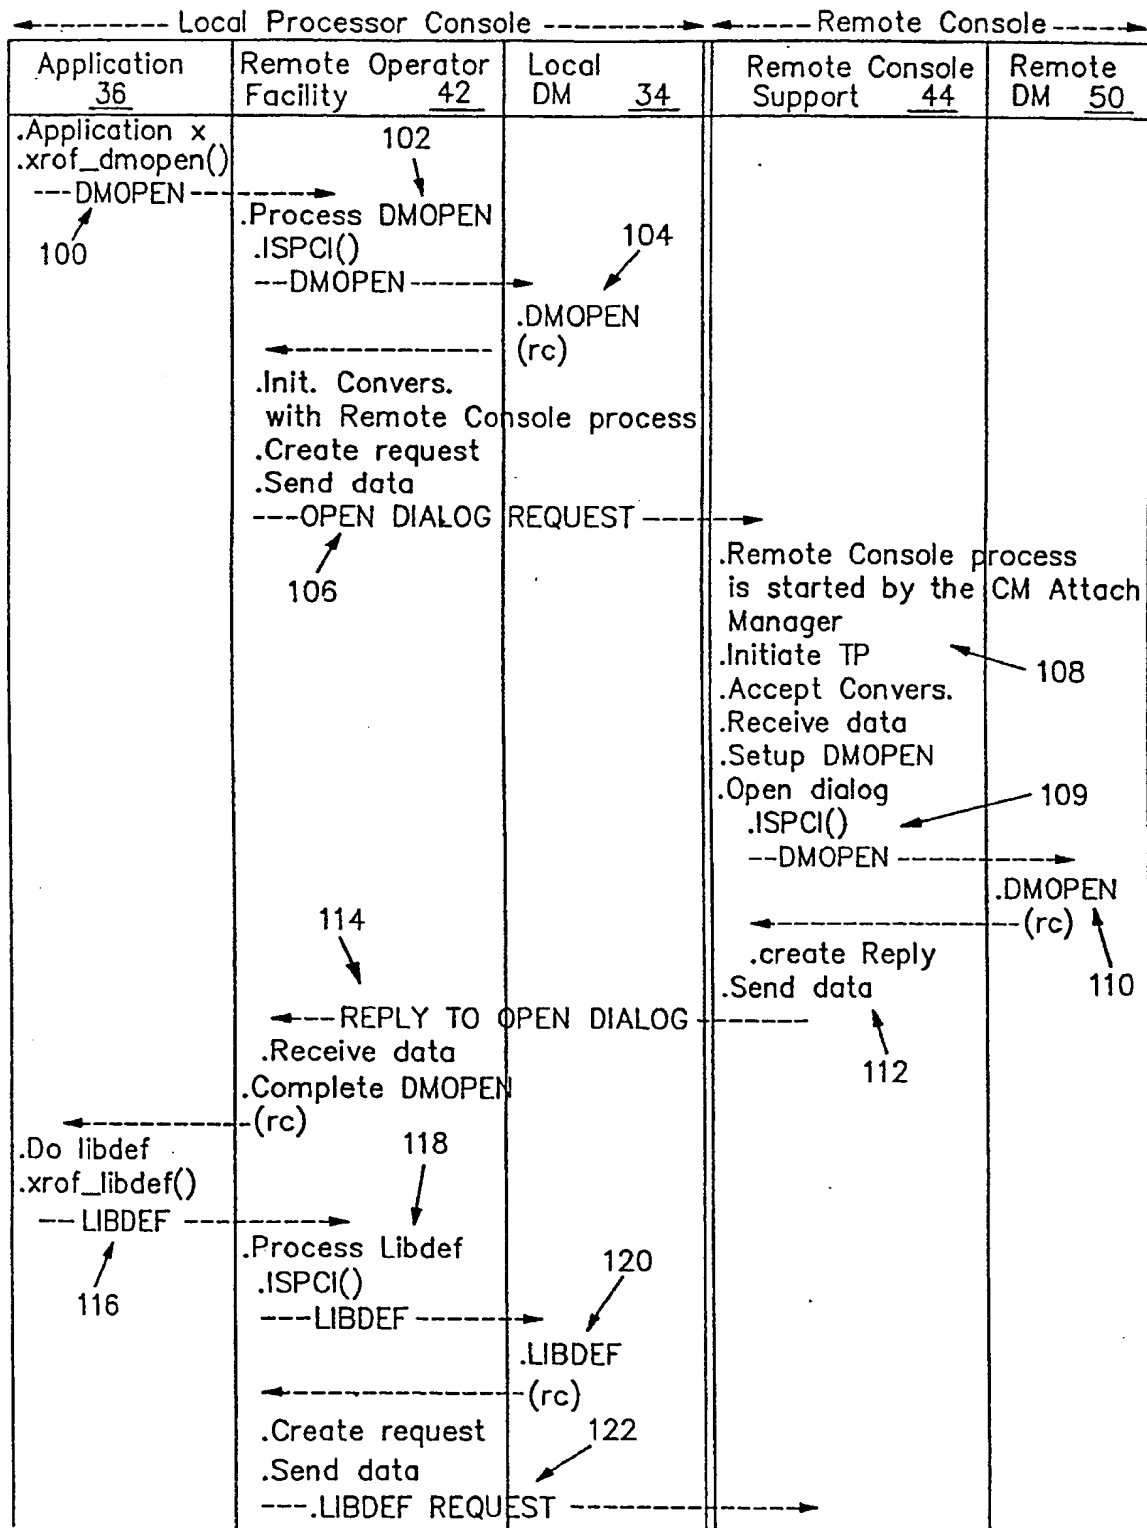 Local Processor Console
Remote Console
Application
36
Remote Operator
Facility 42
Local
DM 34
Remote Console
Support 44
Remote
DM 50
.Application x
.xrof_dmopen()
---DMOPEN
100
102
.Process DMOPEN
.ISPCI()
--DMOPEN
104
.DMOPEN
(rc)
.Init. Convers.
with Remote Console process
.Create request
.Send data
---OPEN DIALOG REQUEST
106
.Remote Console process
is started by the CM Attach
Manager
.Initiate TP
108
.Accept Convers.
.Receive data
.Setup DMOPEN
.Open dialog
109
.ISPCI()
--DMOPEN
.DMOPEN
(rc)
110
114
.create Reply
.Send data
112
REPLY TO OPEN DIALOG
.Receive data
.Complete DMOPEN
(rc)
.Do libdef
.xrof_libdef()
-- LIBDEF
116
118
.Process Libdef
.ISPCI()
---LIBDEF
120
.LIBDEF
(rc)
.Create request
122
.Send data
---.LIBDEF REQUEST